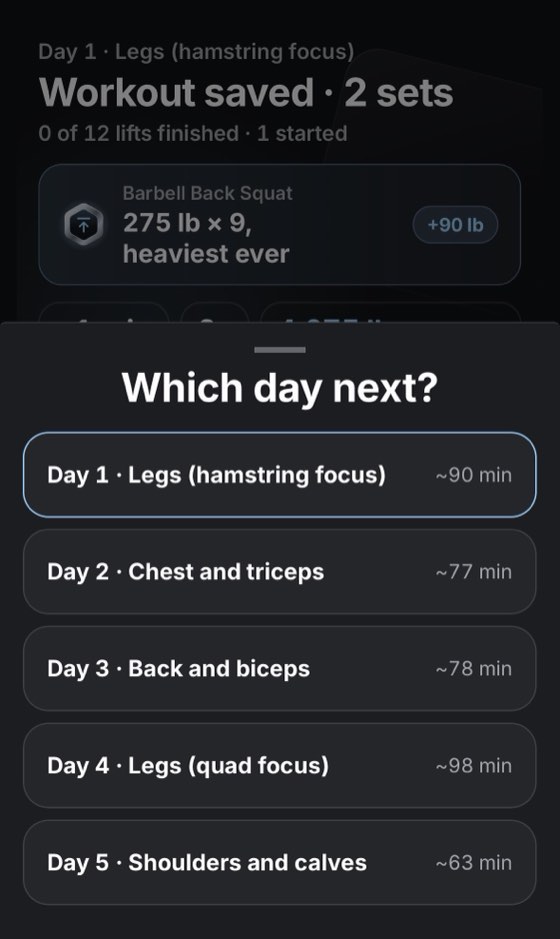 Day 1 · Legs (hamstring focus)
Workout saved · 2 sets
0 of 12 lifts finished · 1 started
Barbell Back Squat
275 lb × 9,
heaviest ever
+90 lb
Which day next?
Day 1 · Legs (hamstring focus) ~90 min
Day 2 · Chest and triceps ~77 min
Day 3 · Back and biceps ~78 min
Day 4 · Legs (quad focus) ~98 min
Day 5 · Shoulders and calves ~63 min